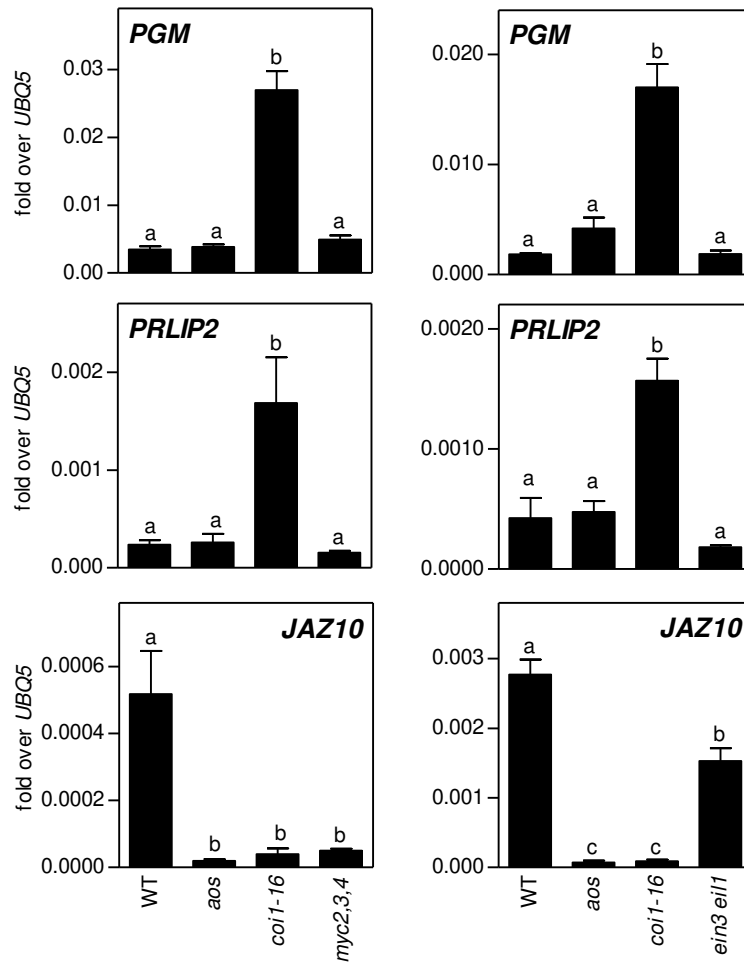 PGM
fold over UBQ5
0.03
0.02
0.01
0.00
a
a
b
a
PGM
0.020
0.010
0.000
a
a
b
a
PRLIP2
fold over UBQ5
0.002
0.001
0.000
a
a
b
a
PRLIP2
0.0020
0.0010
0.0000
a
a
b
a
JAZ10
fold over UBQ5
0.0006
0.0004
0.0002
0.0000
a
b
b
b
WT
aos
coi1-16
myc2,3,4
JAZ10
0.003
0.002
0.001
0.000
a
c
c
b
WT
aos
coi1-16
ein3 eil1